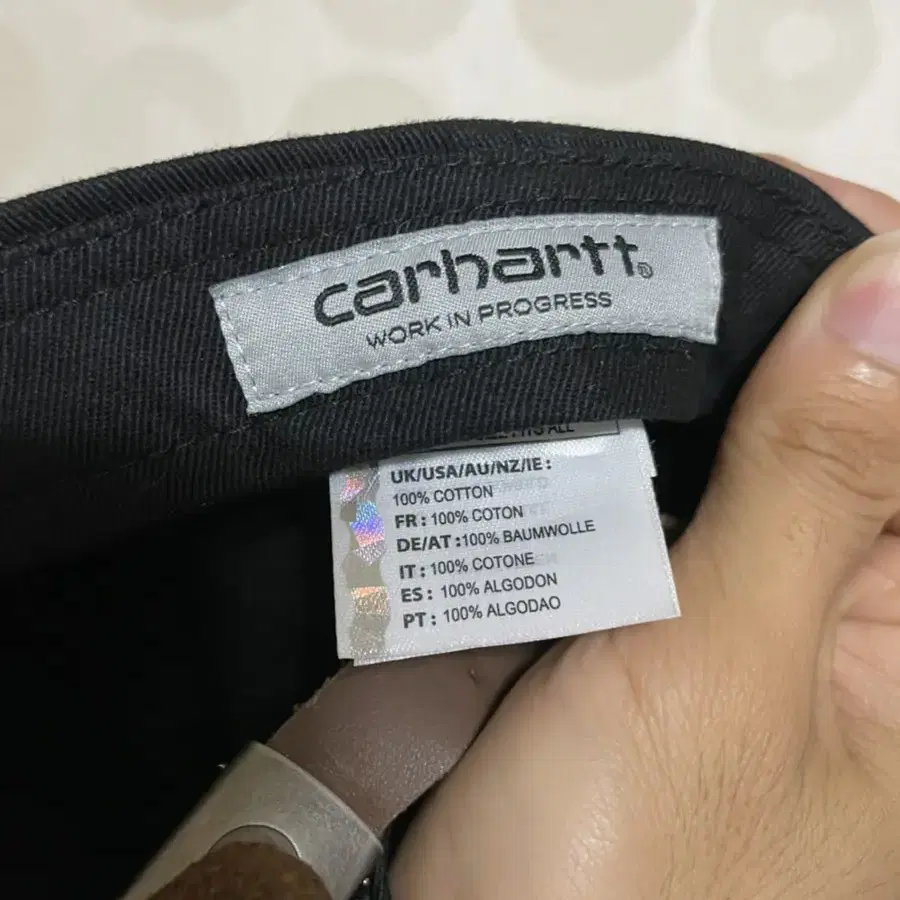 carhartt®
WORK IN PROGRESS
UK/USA/AU/NZ/IE :
100% COTTON
FR : 100% COTON
DE/AT :100% BAUMWOLLE
IT : 100% COTONE
ES : 100% ALGODON
PT : 100% ALGODAO